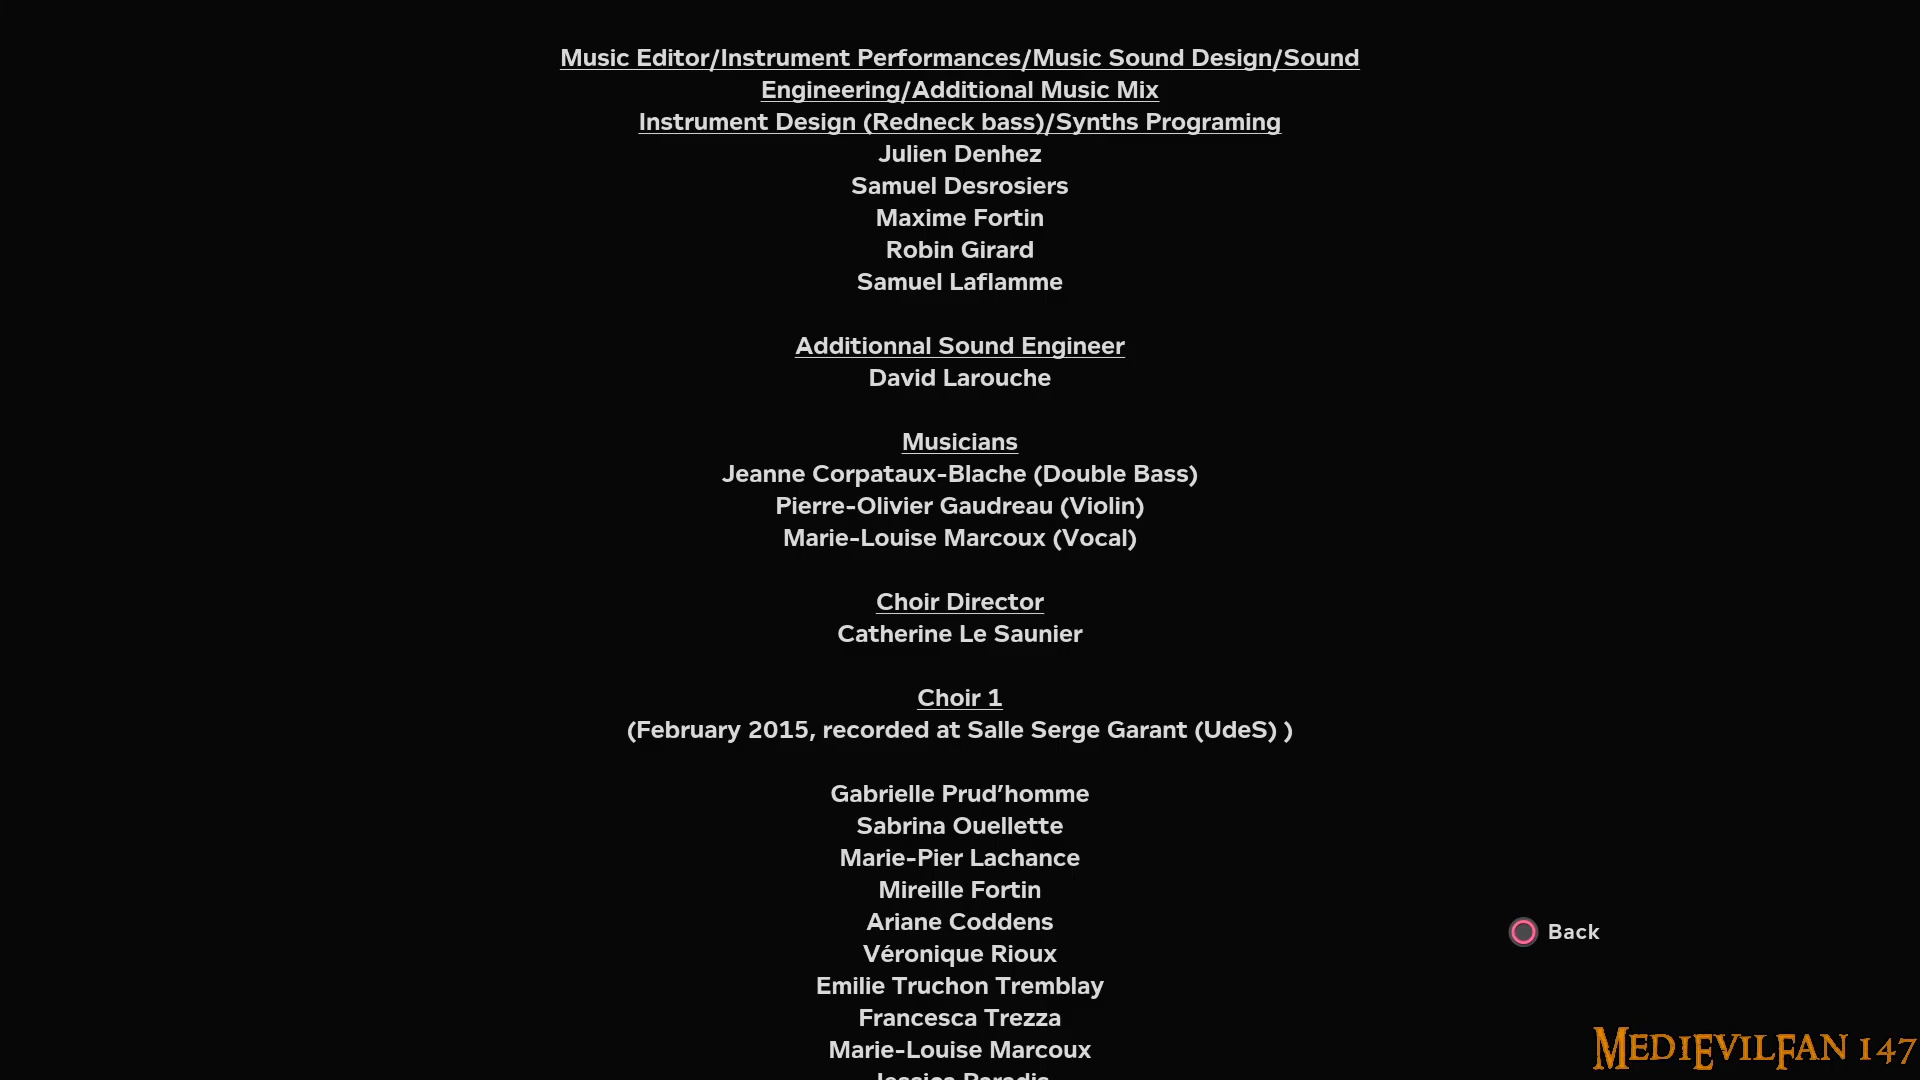 Music Editor/Instrument Performances/Music Sound Design/Sound
Engineering/Additional Music Mix
Instrument Design (Redneck bass)/Synths Programing
Julien Denhez
Samuel Desrosiers
Maxime Fortin
Robin Girard
Samuel Laflamme
Additionnal Sound Engineer
David Larouche
Musicians
Jeanne Corpataux-Blache (Double Bass)
Pierre-Olivier Gaudreau (Violin)
Marie-Louise Marcoux (Vocal)
Choir Director
Catherine Le Saunier
Choir 1
(February 2015, recorded at Salle Serge Garant (UdeS) )
Gabrielle Prud’homme
Sabrina Ouellette
Marie-Pier Lachance
Mireille Fortin
Ariane Coddens
Véronique Rioux
Emilie Truchon Tremblay
Francesca Trezza
Marie-Louise Marcoux
Jessica Paradis
Back
MEDIEVILFAN 147